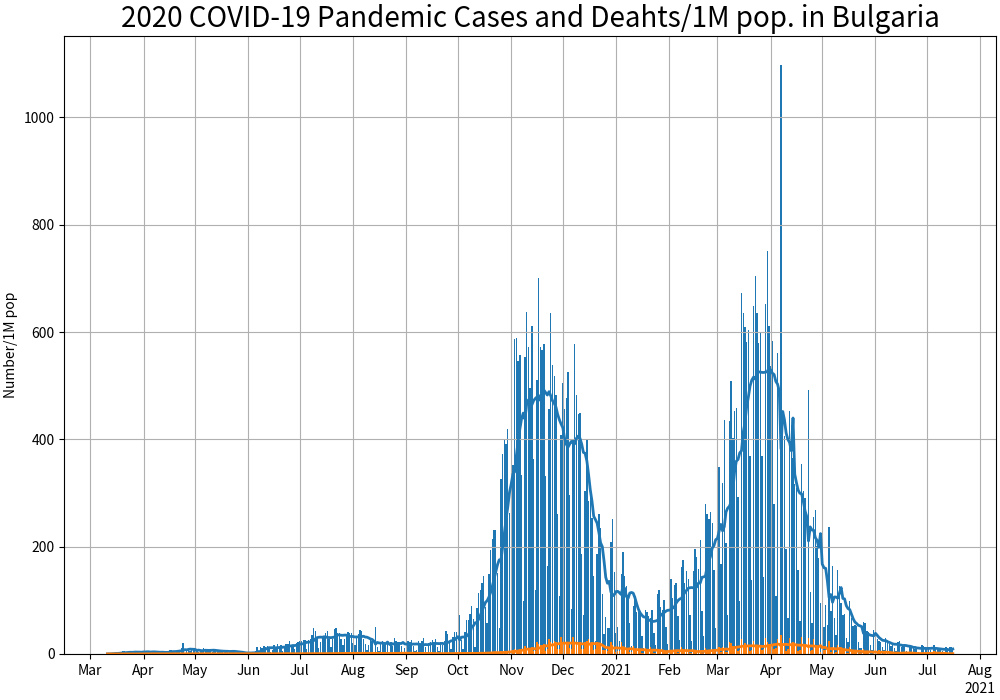 2020 COVID-19 Pandemic Cases and Deahts/1M pop. in Bulgaria
Number/1M pop
1000
800
600
400
200
0
Mar Apr May Jun Jul Aug Sep Oct Nov Dec 2021 Feb Mar Apr May Jun Jul Aug
2021